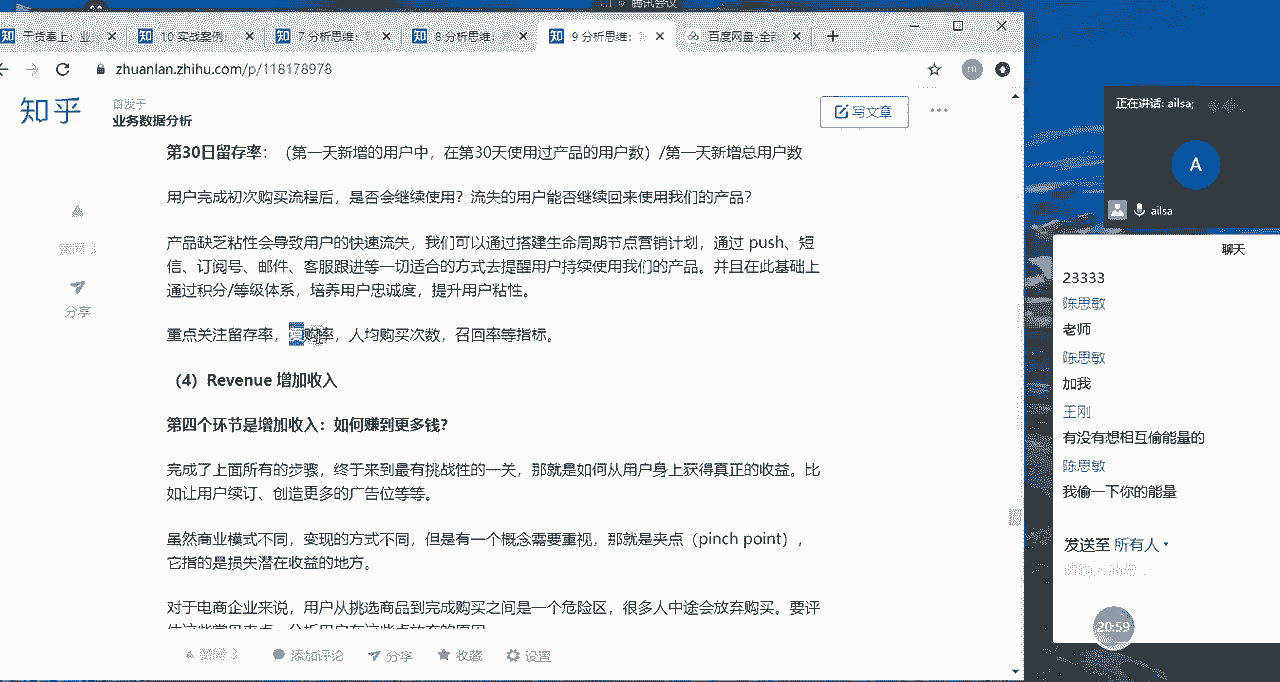 腾讯会议
干货奉上：业
10 实战案例：
7 分析思维：
8 分析思维：
9 分析思维：
百度网盘-全部
zhuanlan.zhihu.com/p/118178978
m
知乎
首发于
业务数据分析
写文章
第30日留存率：（第一天新增的用户中，在第30天使用过产品的用户数）/第一天新增总用户数
用户完成初次购买流程后，是否会继续使用？流失的用户能否继续回来使用我们的产品？
产品缺乏粘性会导致用户的快速流失，我们可以通过搭建生命周期节点营销计划，通过 push、短
信、订阅号、邮件、客服跟进等一切适合的方式去提醒用户持续使用我们的产品。并且在此基础上
通过积分/等级体系，培养用户忠诚度，提升用户粘性。
赞同 3
分享
重点关注留存率，复购率，人均购买次数，召回率等指标。
（4）Revenue 增加收入
第四个环节是增加收入：如何赚到更多钱？
完成了上面所有的步骤，终于来到最有挑战性的一关，那就是如何从用户身上获得真正的收益。比
如让用户续订、创造更多的广告位等等。
虽然商业模式不同，变现的方式不同，但是有一个概念需要重视，那就是夹点（pinch point），
它指的是损失潜在收益的地方。
对于电商企业来说，用户从挑选商品到完成购买之间是一个危险区，很多人中途会放弃购买。要评
赞同 3
添加评论
分享
收藏
设置
正在讲话: ailsa;
A
ailsa
聊天
23333
陈思敏
老师
陈思敏
加我
王刚
有没有想相互偷能量的
陈思敏
我偷一下你的能量
发送至 所有人
20:59